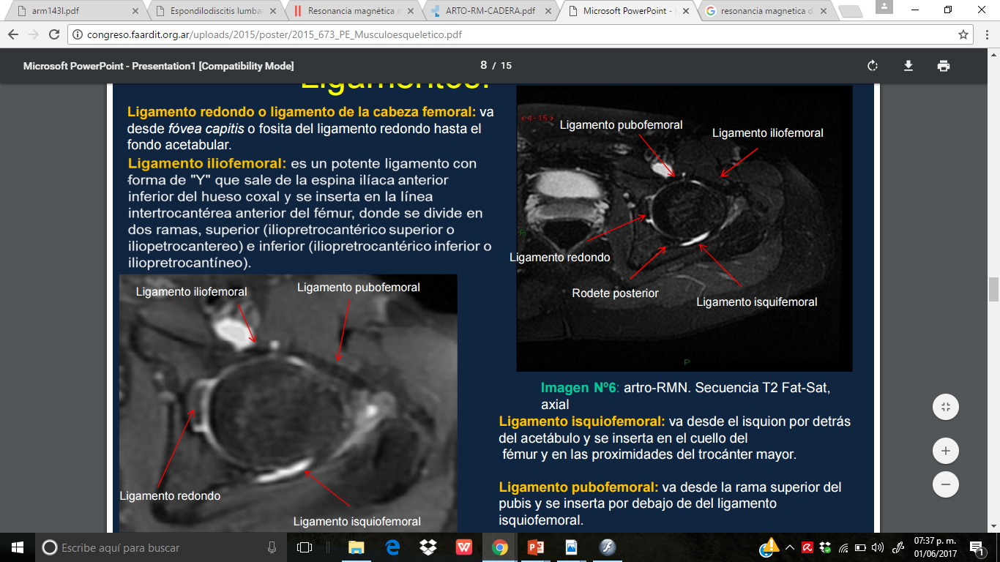 arm143l.pdf
Espondilodiscitis lumba
Resonancia magnética n
ARTO-RM-CADERA.pdf
Microsoft PowerPoint -
resonancia magnetica d
congreso.faardit.org.ar/uploads/2015/poster/2015_673_PE_Musculoesqueletico.pdf
Microsoft PowerPoint - Presentation1 [Compatibility Mode]
8 / 15
Ligamentos:
Ligamento redondo o ligamento de la cabeza femoral: va
desde fóvea capitis o fosita del ligamento redondo hasta el
fondo acetabular.
Ligamento iliofemoral: es un potente ligamento con
forma de "Y" que sale de la espina ilíaca anterior
inferior del hueso coxal y se inserta en la línea
intertrocantérea anterior del fémur, donde se divide en
dos ramas, superior (iliopretrocantérico superior o
iliopetrocantereo) e inferior (iliopretrocantérico inferior o
iliopretrocantíneo).
Ligamento iliofemoral
Ligamento pubofemoral
Ligamento redondo
Ligamento isquiofemoral
<4-15>
Ligamento pubofemoral
Ligamento iliofemoral
Ligamento redondo
Rodete posterior
Ligamento isquifemoral
P
Imagen Nº6: artro-RMN. Secuencia T2 Fat-Sat,
axial
Ligamento isquiofemoral: va desde el isquion por detrás
del acetábulo y se inserta en el cuello del
fémur y en las proximidades del trocánter mayor.
Ligamento pubofemoral: va desde la rama superior del
pubis y se inserta por debajo de del ligamento
isquiofemoral.
Escribe aquí para buscar
07:37 p. m.
01/06/2017
1